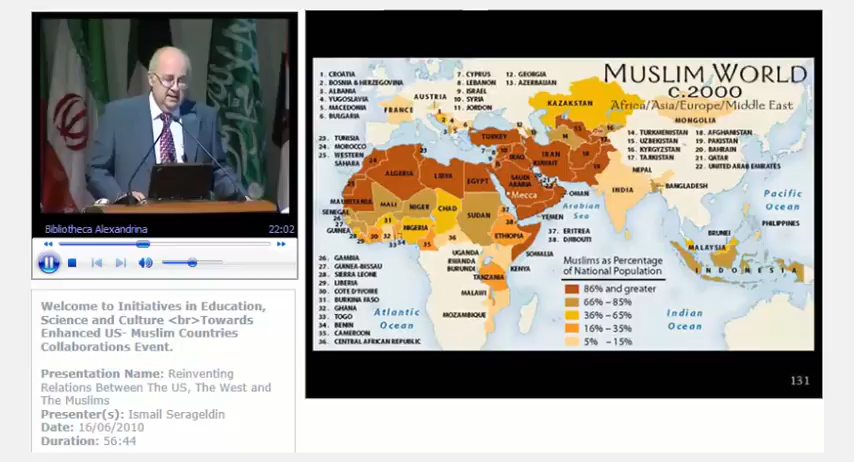 Bibliotheca Alexandrina 22:02
Welcome to Initiatives in Education,
Science and Culture <br>Towards
Enhanced US- Muslim Countries
Collaborations Event.
Presentation Name: Reinventing
Relations Between The US, The West and
The Muslims
Presenter(s): Ismail Serageldin
Date: 16/06/2010
Duration: 56:44
MUSLIM WORLD
c.2000
Africa/Asia/Europe/Middle East
1. CROATIA
2. BOSNIA & HERZEGOVINA
3. ALBANIA
4. YUGOSLAVIA
5. MACEDONIA
6. BULGARIA
7. CYPRUS
8. LEBANON
9. ISRAEL
10. SYRIA
11. JORDON
12. GEORGIA
13. AZERBAIJAN
14. TURKMENISTAN
15. UZBEKISTAN
16. KYRGZSTAN
17. TARKISTAN
18. AFGHANISTAN
19. PAKISTAN
20. BAHRAIN
21. QATAR
22. UNITED ARAB EMIRATES
23. TUNISIA
24. MOROCCO
25. WESTERN
SAHARA
AUSTRIA
FRANCE
KAZAKSTAN
MONGOLIA
TURKEY
IRAQ
IRAN
KUWAIT
NEPAL
ALGERIA
LIBYA
EGYPT
SAUDI
ARABIA
Mecca
OMAN
INDIA
BANGLADESH
Pacific
Ocean
MAURITANIA
MALI
NIGER
CHAD
SUDAN
YEMEN
Arabian
Sea
PHILIPPINES
SENEGAL
GUINEA
NIGERIA
ETHIOPIA
37. ERITREA
38. DJIBOUTI
BRUNEI
MALAYSIA
INDONESIA
SOMALIA
UGANDA
RWANDA
BURUNDI
KENYA
TANZANIA
MALAWI
MOZAMBIQUE
26. GAMBIA
27. GUINEA-BISSAU
28. SIERRA LEONE
29. LIBERIA
30. COTE D'IVOIRE
31. BURKINA FASO
32. GHANA
33. TOGO
34. BENIN
35. CAMEROON
36. CENTRAL AFRICAN REPUBLIC
Atlantic
Ocean
Muslims as Percentage
of National Population
86% and greater
66% – 85%
36% – 65%
16% – 35%
5% – 15%
Indian
Ocean
131